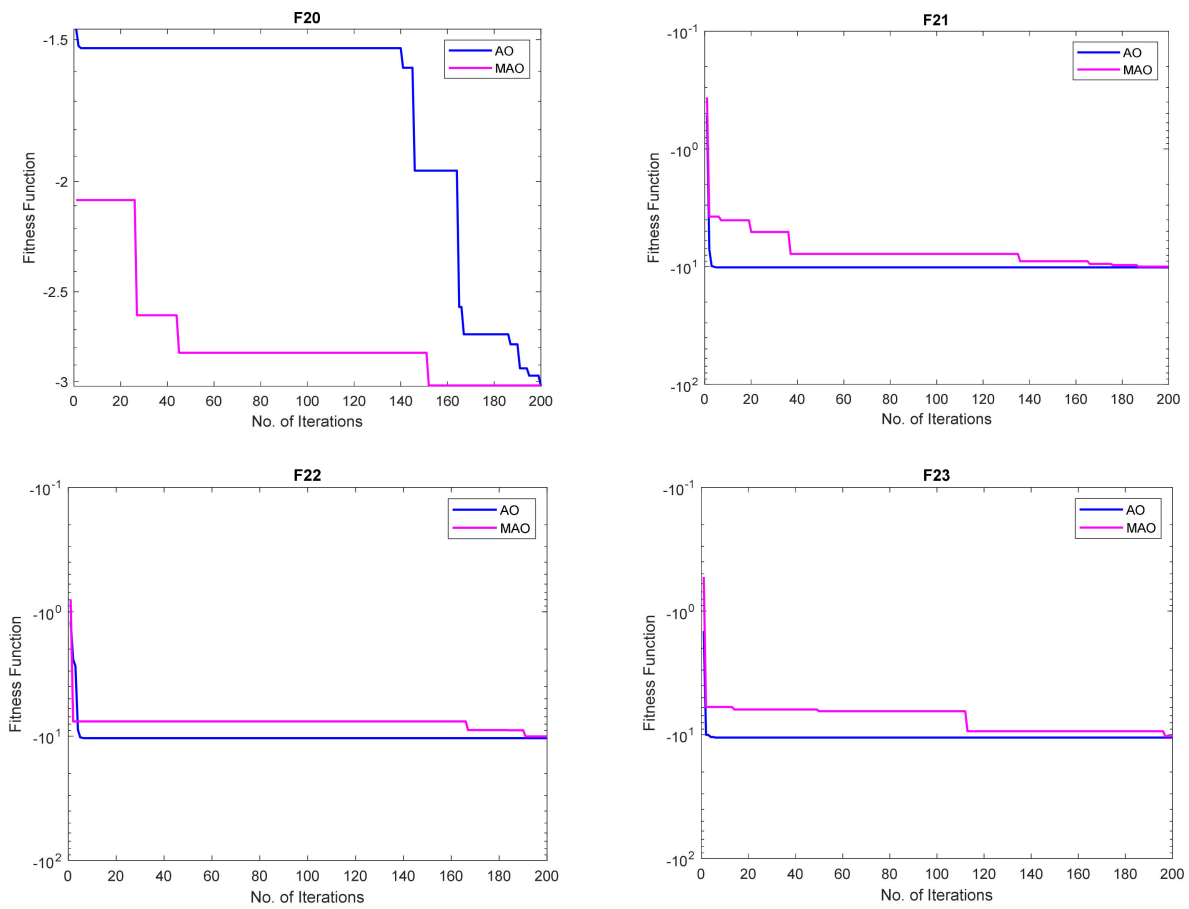 F20
-1.5
-2
-2.5
-3
Fitness Function
AO
MAO
0 20 40 60 80 100 120 140 160 180 200
No. of Iterations
F21
-10^-1
-10^0
-10^1
-10^2
Fitness Function
AO
MAO
0 20 40 60 80 100 120 140 160 180 200
No. of Iterations
F22
-10^-1
-10^0
-10^1
-10^2
Fitness Function
AO
MAO
0 20 40 60 80 100 120 140 160 180 200
No. of Iterations
F23
-10^-1
-10^0
-10^1
-10^2
Fitness Function
AO
MAO
0 20 40 60 80 100 120 140 160 180 200
No. of Iterations